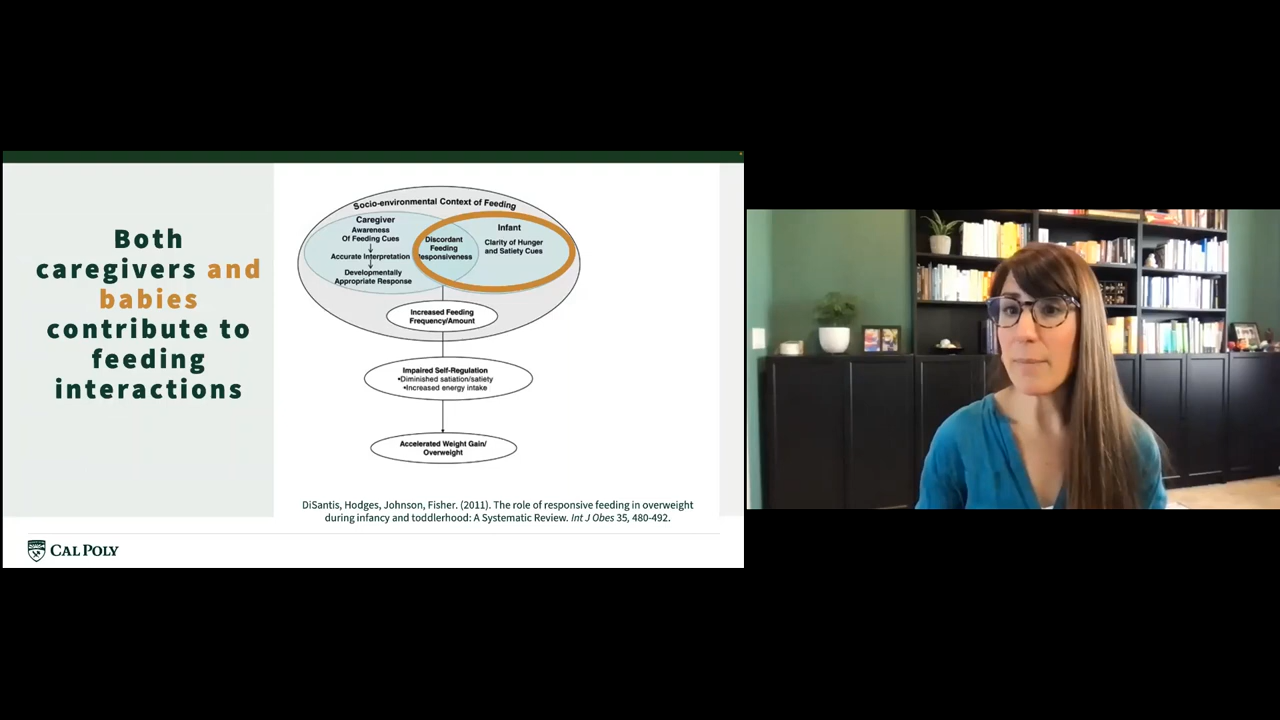 Both
caregivers and
babies
contribute to
feeding
interactions
Socio-environmental Context of Feeding
Caregiver
Awareness
Of Feeding Cues
Accurate Interpretation
Developmentally
Appropriate Response
Discordant
Feeding
Responsiveness
Infant
Clarity of Hunger
and Satiety Cues
Increased Feeding
Frequency/Amount
Impaired Self-Regulation
•Diminished satiation/satiety
•Increased energy intake
Accelerated Weight Gain/
Overweight
DiSantis, Hodges, Johnson, Fisher. (2011). The role of responsive feeding in overweight
during infancy and toddlerhood: A Systematic Review. Int J Obes 35, 480-492.
CAL POLY